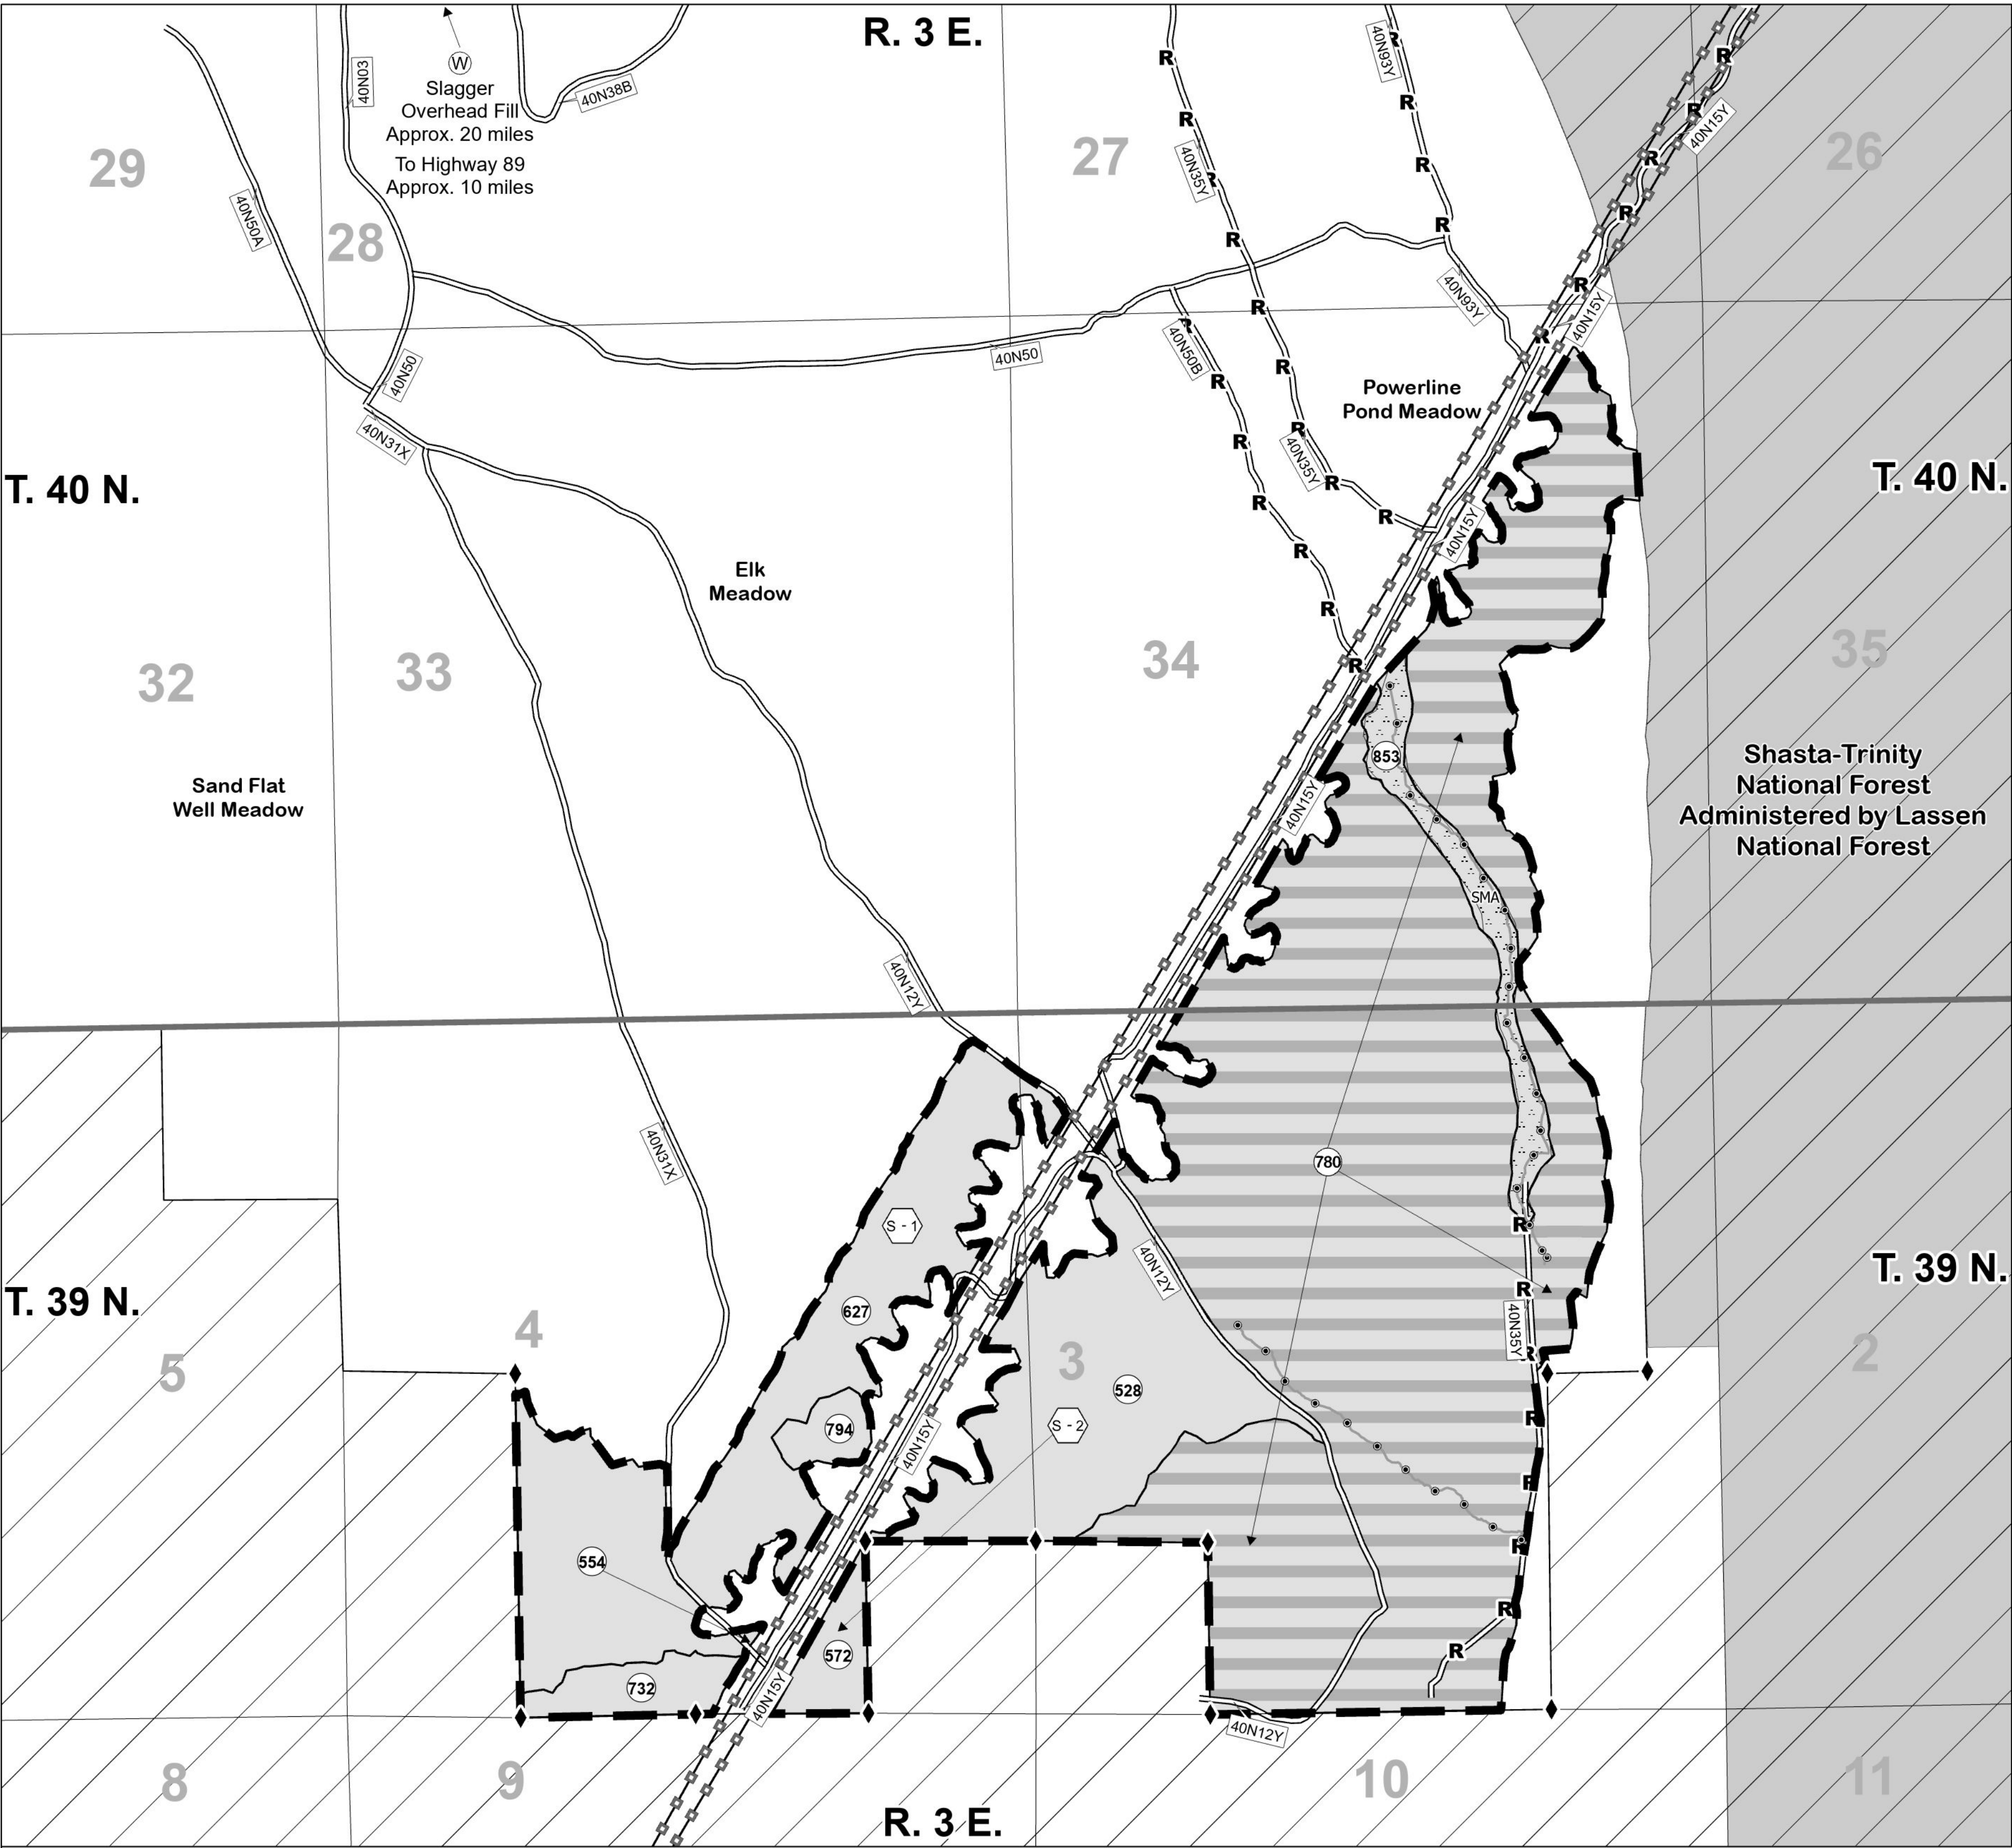 R. 3 E.
40N93Y
R
R
40N03
W
Slagger
Overhead Fill
Approx. 20 miles
To Highway 89
Approx. 10 miles
40N38B
R
R
R
R
40N15Y
29
27
26
R
R
R
40N35Y
R
40N50A
28
R
R
R
40N93Y
R
R
40N15Y
R
R
40N50B
40N50
40N50
R
R
Powerline
Pond Meadow
40N31X
R
R
40N35Y
T. 40 N.
T. 40 N.
R
R
R
40N15Y
R
Elk
Meadow
R
R
32
33
34
35
853
Shasta-Trinity
National Forest
Administered by Lassen
National Forest
Sand Flat
Well Meadow
40N15Y
SMA
40N12Y
40N31X
780
S - 1
R
40N12Y
T. 39 N.
T. 39 N.
R
627
40N35Y
R
4
5
3
2
528
794
S - 2
R
40N15Y
R
R
554
R
572
R
732
40N15Y
40N12Y
8
9
10
11
R. 3 E.